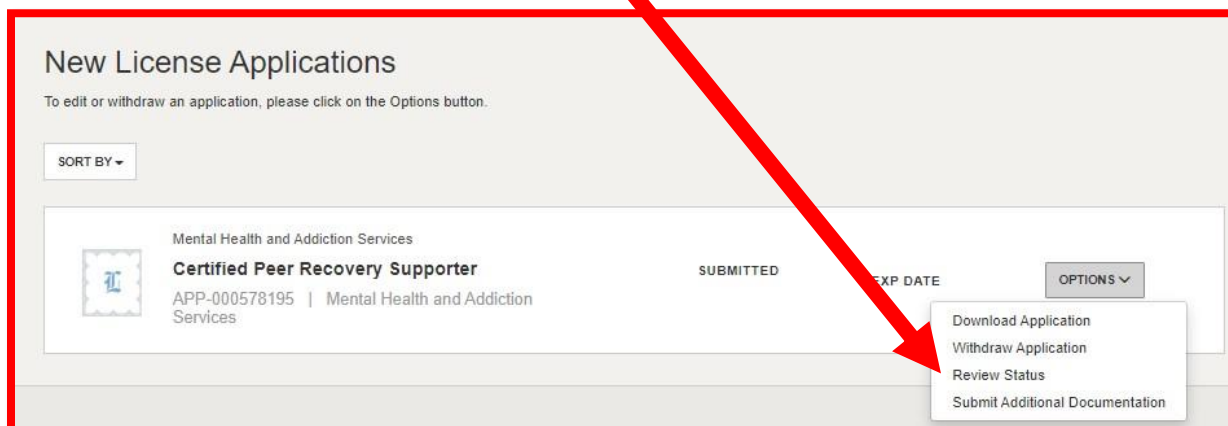 New License Applications
To edit or withdraw an application, please click on the Options button.
SORT BY
Mental Health and Addiction Services
Certified Peer Recovery Supporter
APP-000578195 | Mental Health and Addiction
Services
SUBMITTED
EXP DATE
OPTIONS
Download Application
Withdraw Application
Review Status
Submit Additional Documentation